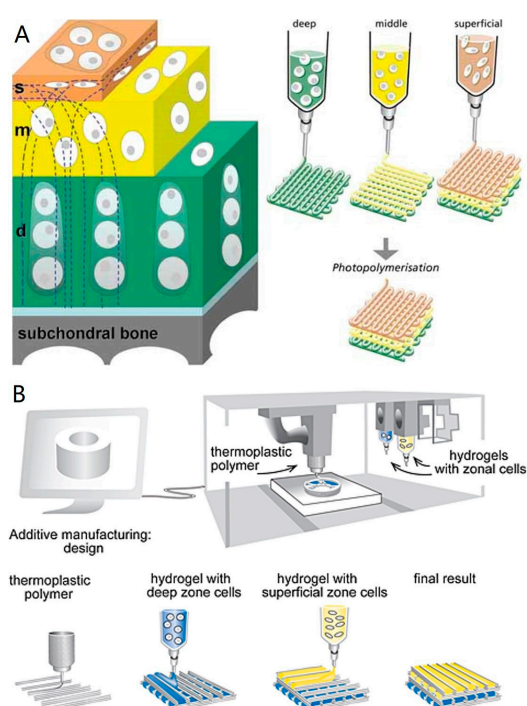 A
deep
middle
superficial
s
m
d
Photopolymerisation
subchondral bone
B
thermoplastic
polymer
hydrogels
with zonal cells
Additive manufacturing:
design
thermoplastic
polymer
hydrogel with
deep zone cells
hydrogel with
superficial zone cells
final result